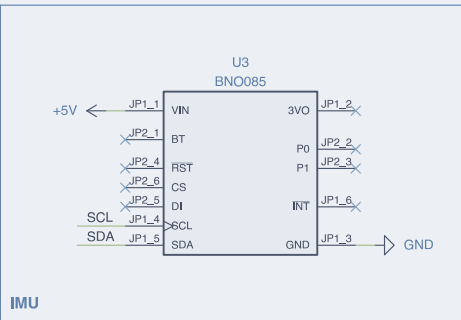 U3
BNO085
+5V JP1_1 VIN 3VO JP1_2
JP2_1 BT
P0 JP2_2
JP2_4 RST P1 JP2_3
JP2_6 CS
JP2_5 DI INT JP1_6
SCL JP1_4 SCL
SDA JP1_5 SDA GND JP1_3 GND
IMU